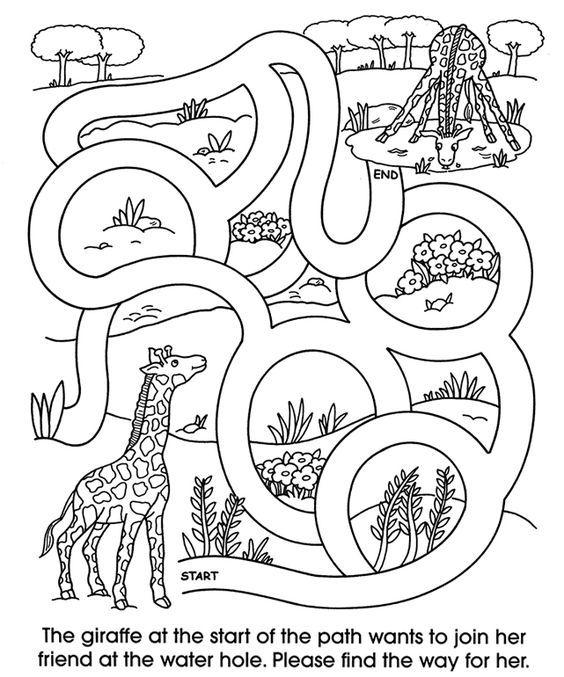 END
START
The giraffe at the start of the path wants to join her
friend at the water hole. Please find the way for her.